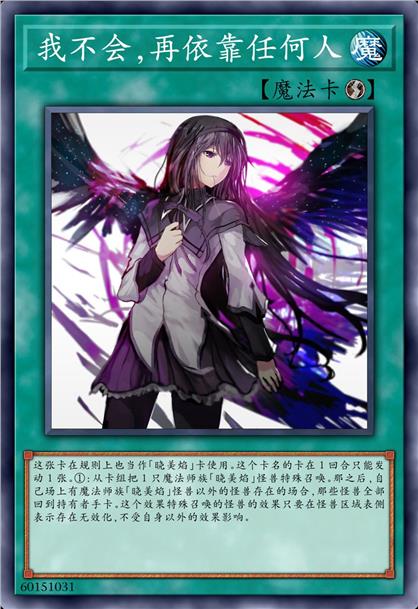 我不会,再依靠任何人 魔
【魔法卡】
这张卡在规则上也当作「晓美焰」卡使用。这个卡名的卡在1回合只能发
动1张。①:从卡组把1只魔法师族「晓美焰」怪兽特殊召唤。那之后,自
己场上有魔法师族「晓美焰」怪兽以外的怪兽存在的场合,那些怪兽全部
回到持有者手卡。这个效果特殊召唤的怪兽的效果只要在怪兽区域表侧
表示存在无效化,不受自身以外的效果影响。
60151031